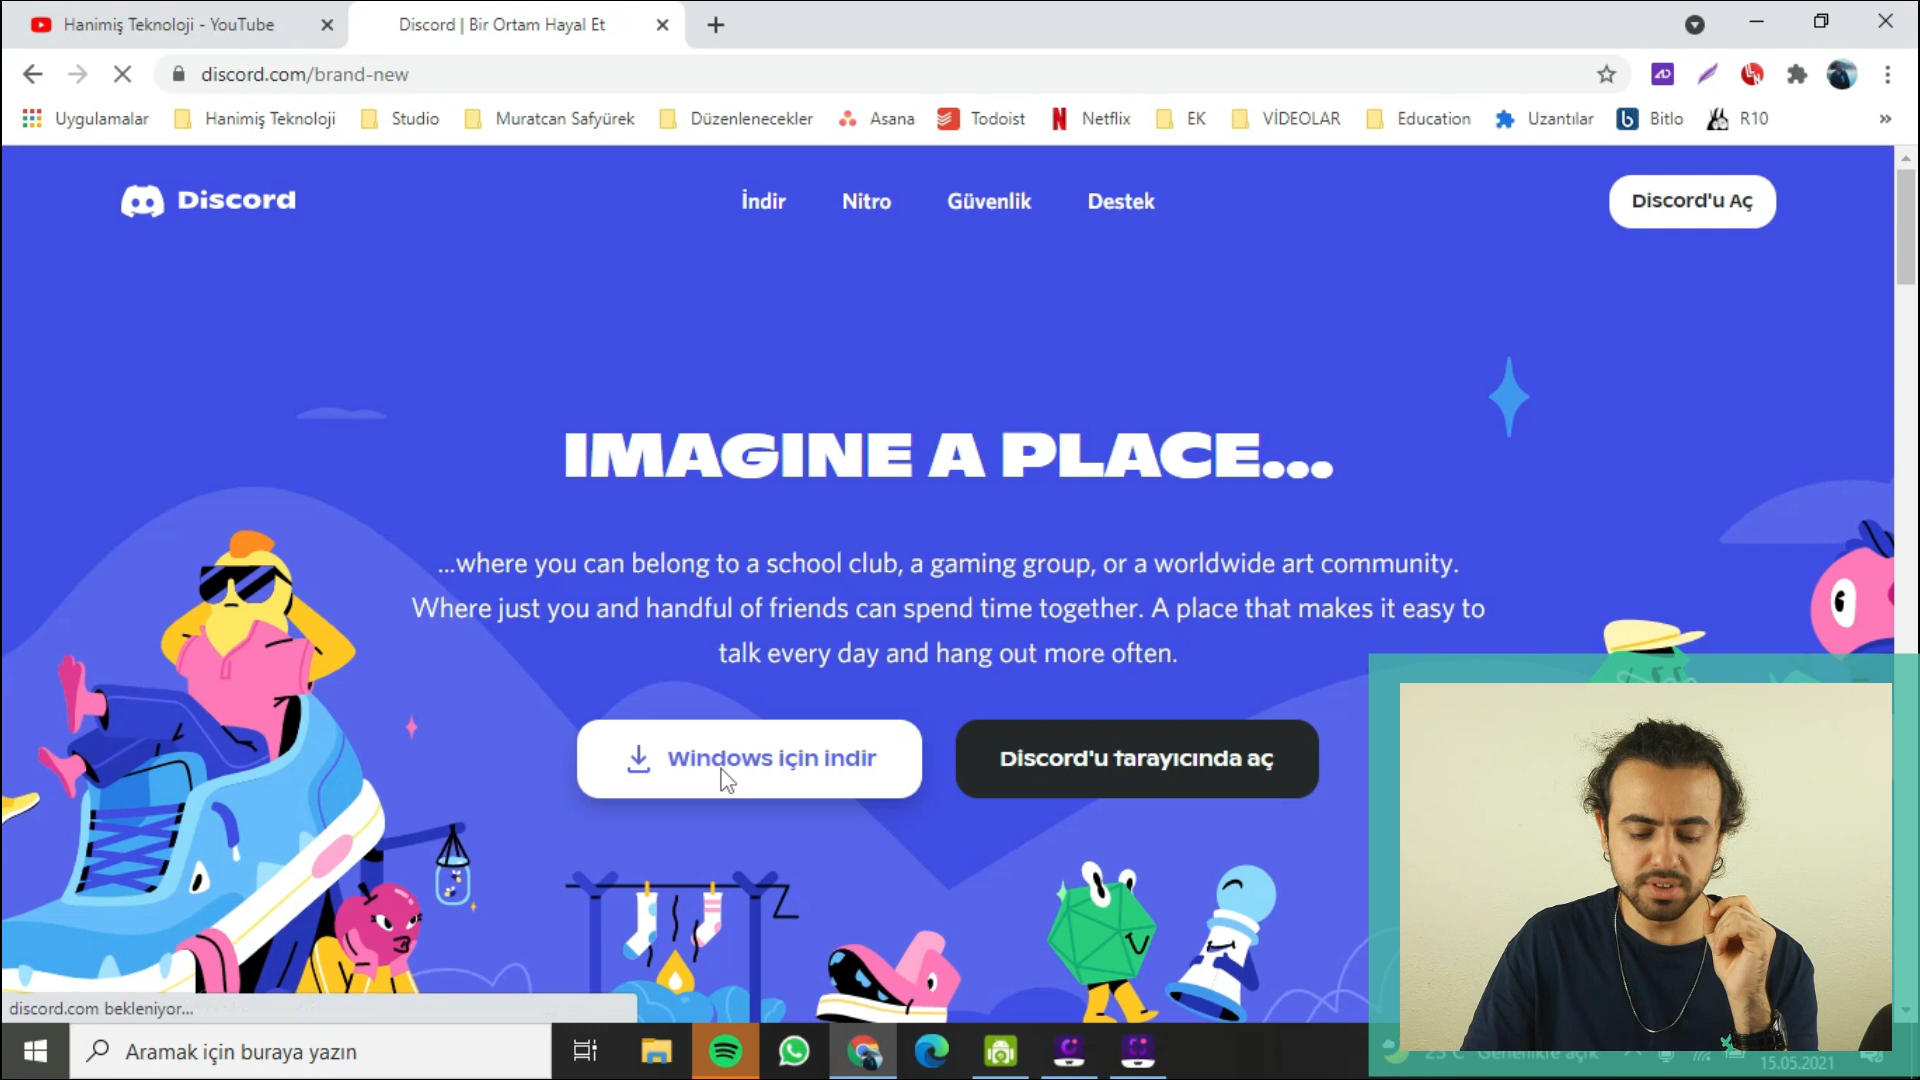 Hanimiş Teknoloji - YouTube
Discord | Bir Ortam Hayal Et
discord.com/brand-new
Uygulamalar
Hanimiş Teknoloji
Studio
Muratcan Safyürek
Düzenlenecekler
Asana
Todoist
Netflix
EK
VİDEOLAR
Education
Uzantılar
Bitlo
R10
Discord
İndir
Nitro
Güvenlik
Destek
Discord'u Aç
IMAGINE A PLACE...
...where you can belong to a school club, a gaming group, or a worldwide art community.
Where just you and handful of friends can spend time together. A place that makes it easy to
talk every day and hang out more often.
Windows için indir
Discord'u tarayıcında aç
discord.com bekleniyor...
Aramak için buraya yazın
15.05.2021